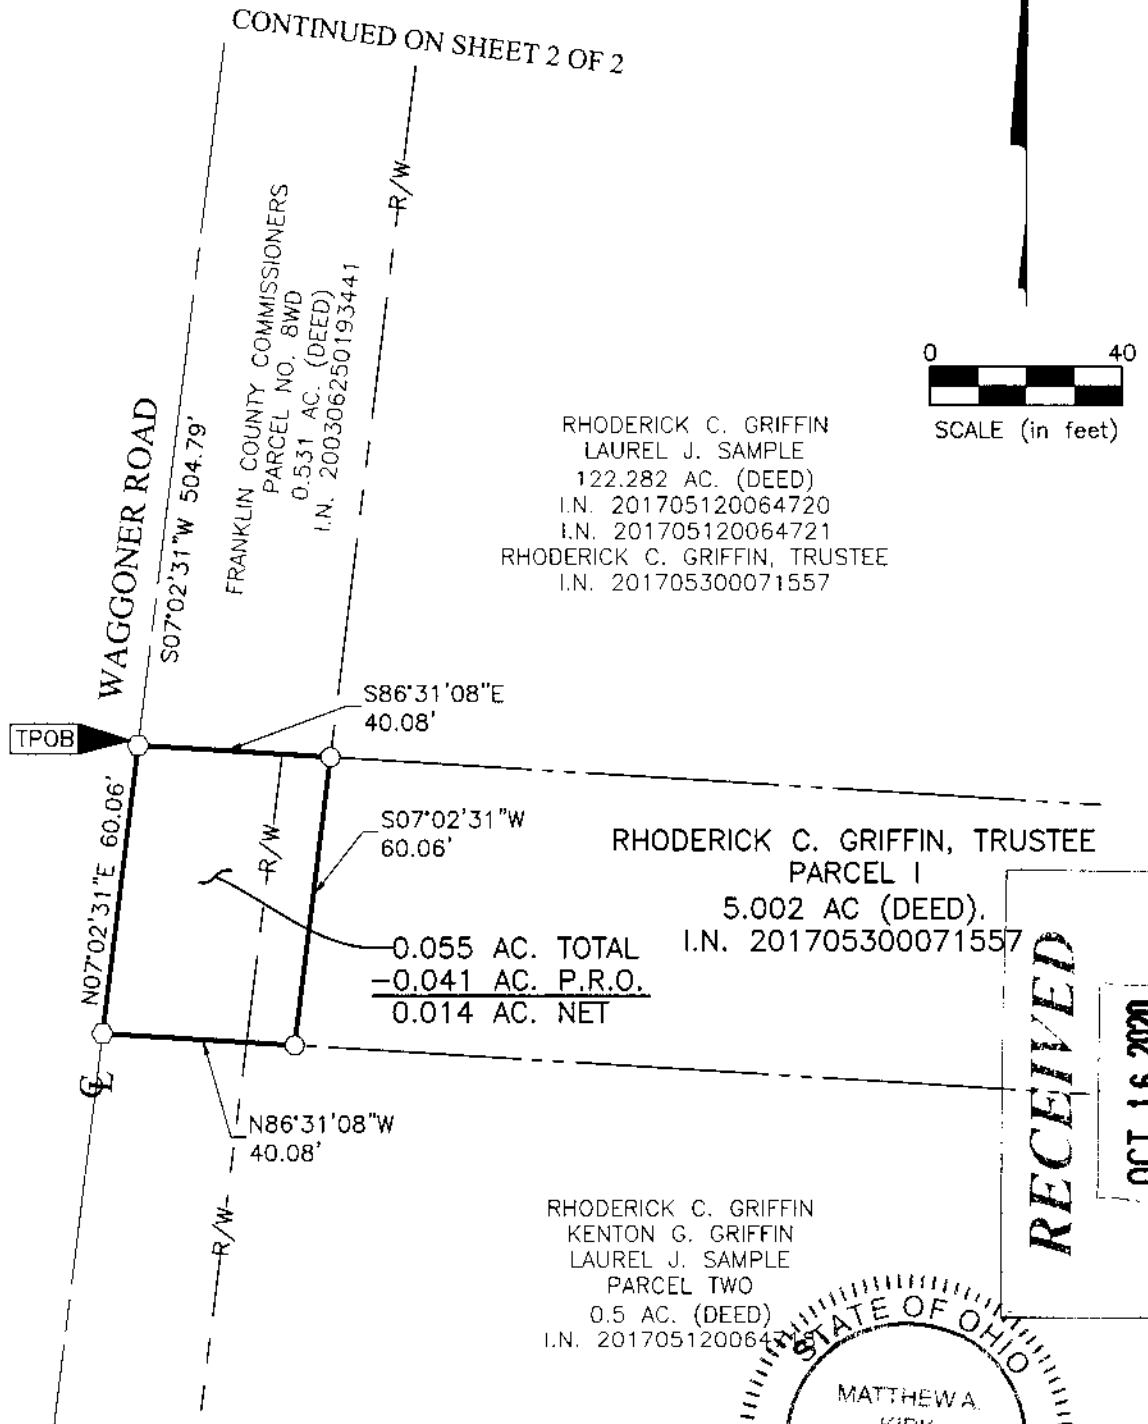 CONTINUED ON SHEET 2 OF 2
R/W
FRANKLIN COUNTY COMMISSIONERS
PARCEL NO. 8WD
0.531 AC. (DEED)
I.N. 200306250193441
WAGGONER ROAD
S07°02'31"W 504.79'
0 40
SCALE (in feet)
RHODERICK C. GRIFFIN
LAUREL J. SAMPLE
122.282 AC. (DEED)
I.N. 201705120064720
I.N. 201705120064721
RHODERICK C. GRIFFIN, TRUSTEE
I.N. 201705300071557
S86°31'08"E
40.08'
TPOB
N07°02'31"E 60.06'
R/W
S07°02'31"W
60.06'
RHODERICK C. GRIFFIN, TRUSTEE
PARCEL I
5.002 AC (DEED).
I.N. 201705300071557
0.055 AC. TOTAL
-0.041 AC. P.R.O.
0.014 AC. NET
RECEIVED
OCT 16 2020
CL
N86°31'08"W
40.08'
R/W
RHODERICK C. GRIFFIN
KENTON G. GRIFFIN
LAUREL J. SAMPLE
PARCEL TWO
0.5 AC. (DEED)
I.N.
STATE OF OHIO
MATTHEW A.